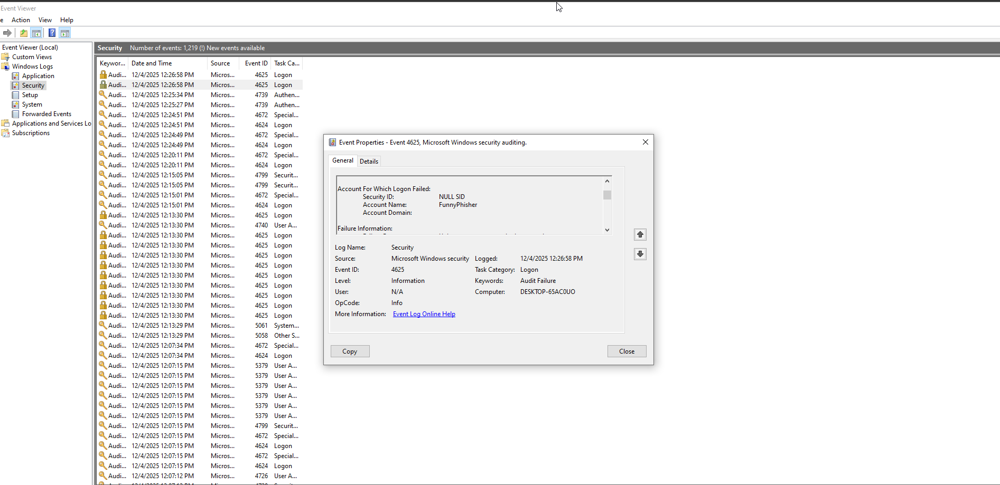 Event Viewer
e Action View Help
Event Viewer (Local)
Custom Views
Windows Logs
Application
Security
Setup
System
Forwarded Events
Applications and Services Lo
Subscriptions
Security Number of events: 1,219 (!) New events available
Keywor... Date and Time Source Event ID Task Ca...
Audi... 12/4/2025 12:26:58 PM Micros... 4625 Logon
Audi... 12/4/2025 12:26:58 PM Micros... 4625 Logon
Audi... 12/4/2025 12:25:34 PM Micros... 4739 Authen...
Audi... 12/4/2025 12:25:27 PM Micros... 4739 Authen...
Audi... 12/4/2025 12:24:51 PM Micros... 4672 Special...
Audi... 12/4/2025 12:24:51 PM Micros... 4624 Logon
Audi... 12/4/2025 12:24:49 PM Micros... 4672 Special...
Audi... 12/4/2025 12:24:49 PM Micros... 4624 Logon
Audi... 12/4/2025 12:20:11 PM Micros... 4672 Special...
Audi... 12/4/2025 12:20:11 PM Micros... 4624 Logon
Audi... 12/4/2025 12:15:05 PM Micros... 4799 Securit...
Audi... 12/4/2025 12:15:05 PM Micros... 4799 Securit...
Audi... 12/4/2025 12:15:01 PM Micros... 4672 Special...
Audi... 12/4/2025 12:15:01 PM Micros... 4624 Logon
Audi... 12/4/2025 12:13:30 PM Micros... 4625 Logon
Audi... 12/4/2025 12:13:30 PM Micros... 4740 User A...
Audi... 12/4/2025 12:13:30 PM Micros... 4625 Logon
Audi... 12/4/2025 12:13:30 PM Micros... 4625 Logon
Audi... 12/4/2025 12:13:30 PM Micros... 4625 Logon
Audi... 12/4/2025 12:13:30 PM Micros... 4625 Logon
Audi... 12/4/2025 12:13:30 PM Micros... 4625 Logon
Audi... 12/4/2025 12:13:30 PM Micros... 4625 Logon
Audi... 12/4/2025 12:13:30 PM Micros... 4625 Logon
Audi... 12/4/2025 12:13:30 PM Micros... 4625 Logon
Audi... 12/4/2025 12:13:30 PM Micros... 4625 Logon
Audi... 12/4/2025 12:13:29 PM Micros... 5061 System...
Audi... 12/4/2025 12:13:29 PM Micros... 5058 Other S...
Audi... 12/4/2025 12:07:34 PM Micros... 4672 Special...
Audi... 12/4/2025 12:07:34 PM Micros... 4624 Logon
Audi... 12/4/2025 12:07:15 PM Micros... 5379 User A...
Audi... 12/4/2025 12:07:15 PM Micros... 5379 User A...
Audi... 12/4/2025 12:07:15 PM Micros... 5379 User A...
Audi... 12/4/2025 12:07:15 PM Micros... 5379 User A...
Audi... 12/4/2025 12:07:15 PM Micros... 5379 User A...
Audi... 12/4/2025 12:07:15 PM Micros... 5379 User A...
Audi... 12/4/2025 12:07:15 PM Micros... 4799 Securit...
Audi... 12/4/2025 12:07:15 PM Micros... 4672 Special...
Audi... 12/4/2025 12:07:15 PM Micros... 4624 Logon
Audi... 12/4/2025 12:07:15 PM Micros... 4672 Special...
Audi... 12/4/2025 12:07:15 PM Micros... 4624 Logon
Audi... 12/4/2025 12:07:12 PM Micros... 4726 User A...
Event Properties - Event 4625, Microsoft Windows security auditing.
General Details
Account For Which Logon Failed:
Security ID: NULL SID
Account Name: FunnyPhisher
Account Domain:
Failure Information:
Log Name: Security
Source: Microsoft Windows security Logged: 12/4/2025 12:26:58 PM
Event ID: 4625 Task Category: Logon
Level: Information Keywords: Audit Failure
User: N/A Computer: DESKTOP-65AC0UO
OpCode: Info
More Information: Event Log Online Help
Copy Close